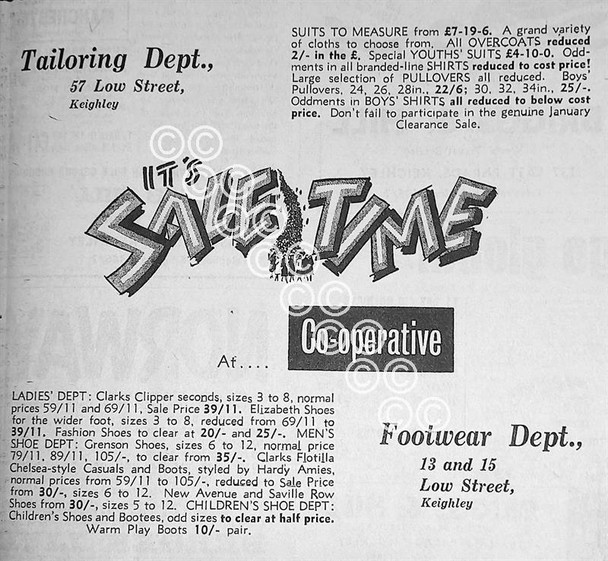 Tailoring Dept.,
57 Low Street,
Keighley
SUITS TO MEASURE from £7-19-6. A grand variety
of cloths to choose from. All OVERCOATS reduced
2/- in the £. Special YOUTHS' SUITS £4-10-0. Odd-
ments in all branded-line SHIRTS reduced to cost price!
Large selection of PULLOVERS all reduced. Boys'
Pullovers, 24, 26, 28in., 22/6; 30, 32, 34in., 25/-.
Oddments in BOYS' SHIRTS all reduced to below cost
price. Don't fail to participate in the genuine January
Clearance Sale.
IT'S
SALE TIME
At....
Co-operative
LADIES' DEPT: Clarks Clipper seconds, sizes 3 to 8, normal
prices 59/11 and 69/11, Sale Price 39/11. Elizabeth Shoes
for the wider foot, sizes 3 to 8, reduced from 69/11 to
39/11. Fashion Shoes to clear at 20/- and 25/-. MEN'S
SHOE DEPT: Grenson Shoes, sizes 6 to 12, normal price
79/11, 89/11, 105/-, to clear from 35/-. Clarks Flotilla
Chelsea-style Casuals and Boots, styled by Hardy Amies,
normal prices from 59/11 to 105/-, reduced to Sale Price
from 30/-, sizes 6 to 12. New Avenue and Saville Row
Shoes from 30/-, sizes 5 to 12. CHILDREN'S SHOE DEPT:
Children's Shoes and Bootees, odd sizes to clear at half price.
Warm Play Boots 10/- pair.
Footwear Dept.,
13 and 15
Low Street,
Keighley